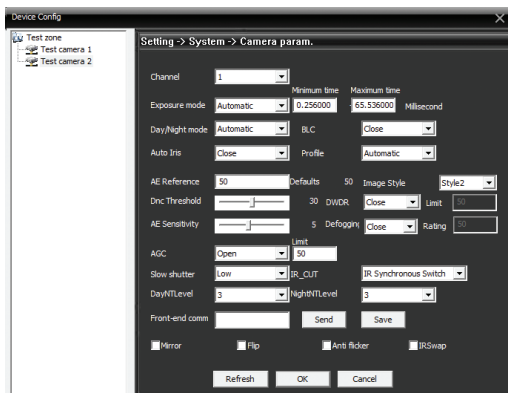 Device Config
Test zone
Test camera 1
Test camera 2
Setting -> System -> Camera param.
Channel 1
Minimum time Maximum time
Exposure mode Automatic 0.256000 65.536000 Millisecond
Day/Night mode Automatic BLC Close
Auto Iris Close Profile Automatic
AE Reference 50 Defaults 50 Image Style Style2
Dnc Threshold 30 DWDR Close Limit 50
AE Sensitivity 5 Defogging Close Rating 50
Limit
AGC Open 50
Slow shutter Low IR_CUT IR Synchronous Switch
DayNTLevel 3 NightNTLevel 3
Front-end comm Send Save
Mirror Flip Anti flicker IRSwap
Refresh OK Cancel